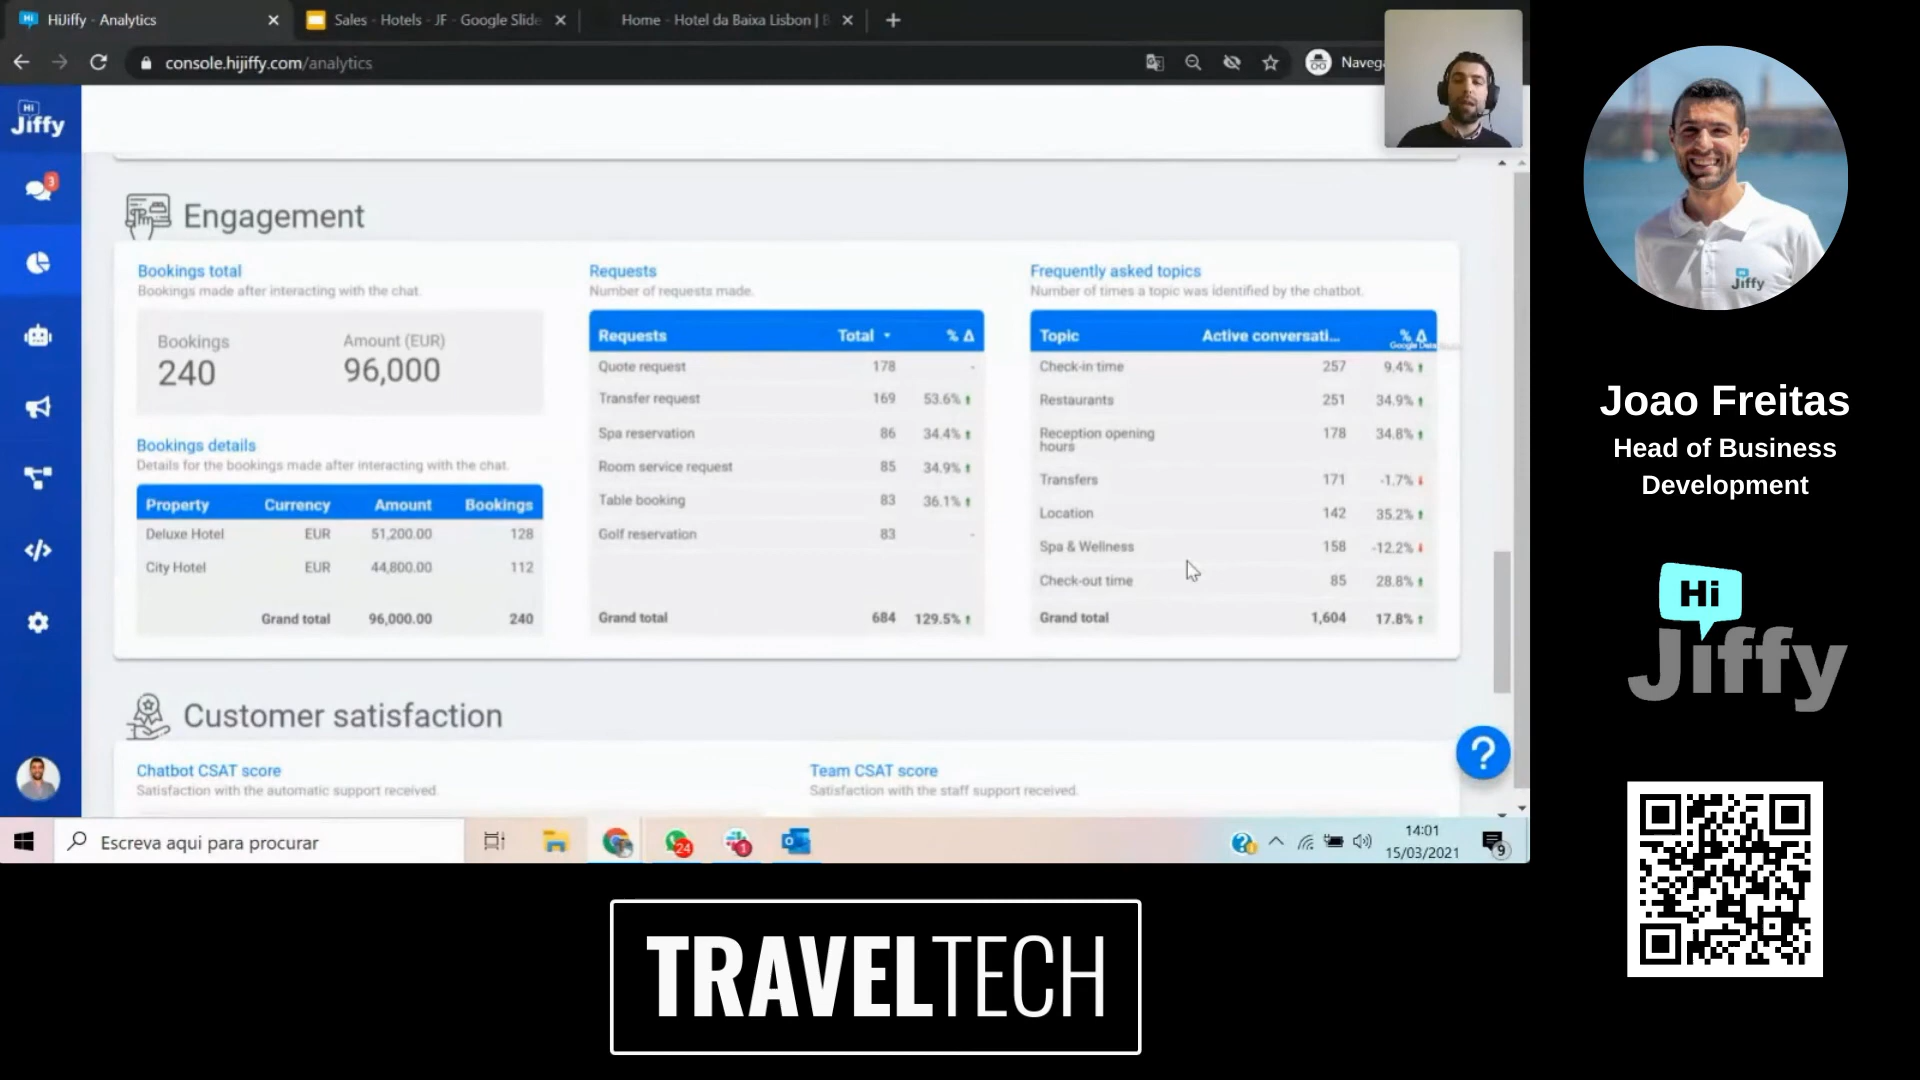 HiJiffy - Analytics
Sales - Hotels - JF - Google Slide
Home - Hotel da Baixa Lisbon |
console.hijiffy.com/analytics
Navega
Hi
Jiffy
3
Engagement
Bookings total
Bookings made after interacting with the chat.
Bookings
Amount (EUR)
240
96,000
Bookings details
Details for the bookings made after interacting with the chat.
Property Currency Amount Bookings
Deluxe Hotel EUR 51,200.00 128
City Hotel EUR 44,800.00 112
Grand total 96,000.00 240
Requests
Number of requests made.
Requests Total % Δ
Quote request 178 -
Transfer request 169 53.6%
Spa reservation 86 34.4%
Room service request 85 34.9%
Table booking 83 36.1%
Golf reservation 83 -
Grand total 684 129.5%
Frequently asked topics
Number of times a topic was identified by the chatbot.
Topic Active conversati... % Δ
Google Data
Check-in time 257 9.4%
Restaurants 251 34.9%
Reception opening 178 34.8%
hours
Transfers 171 -1.7%
Location 142 35.2%
Spa & Wellness 158 -12.2%
Check-out time 85 28.8%
Grand total 1,604 17.8%
Customer satisfaction
Chatbot CSAT score
Satisfaction with the automatic support received.
Team CSAT score
Satisfaction with the staff support received.
?
Escreva aqui para procurar
24
1
14:01
15/03/2021
9
Jiffy
Joao Freitas
Head of Business
Development
Hi
Jiffy
TRAVELTECH